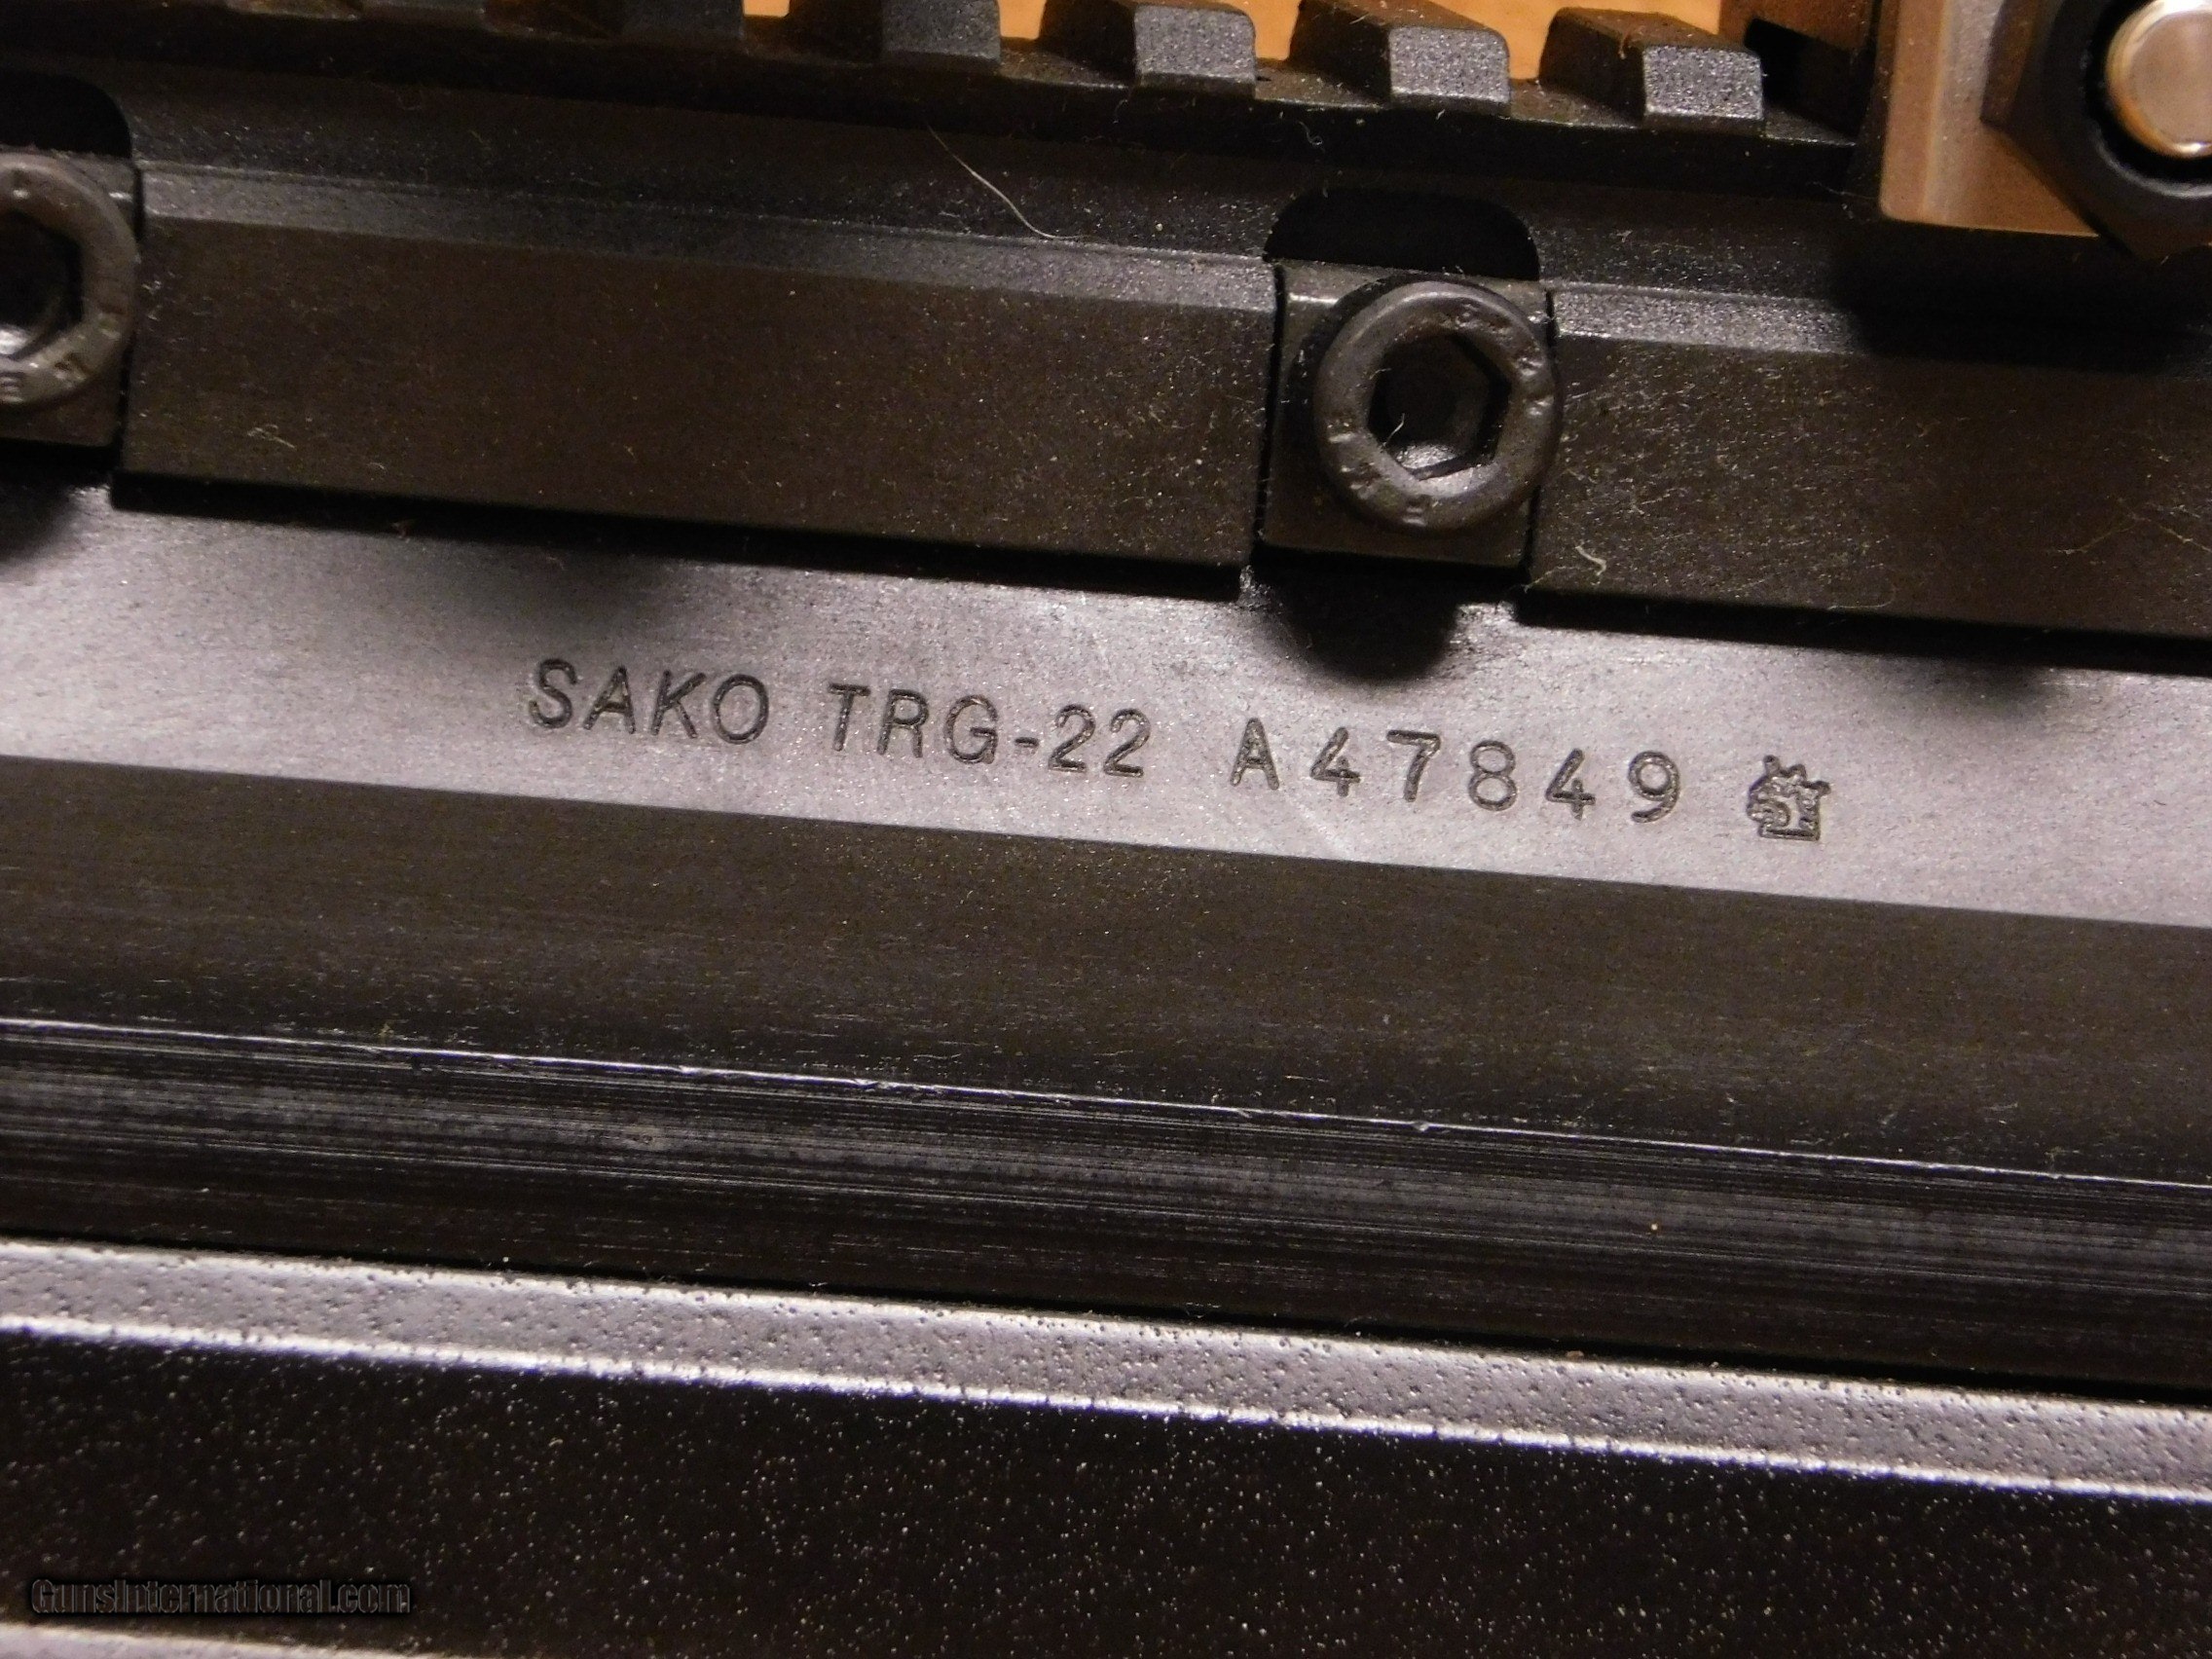 SAKO TRG-22 A47849
GunsInternational.com